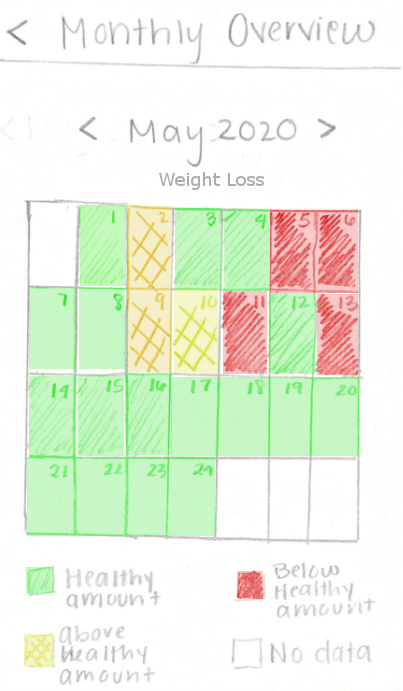 < Monthly Overview
< May 2020 >
Weight Loss
1 2 3 4 5 6
7 8 9 10 11 12 13
14 15 16 17 18 19 20
21 22 23 24
Healthy
amount
Below
Healthy
amount
above
Healthy
amount
No data